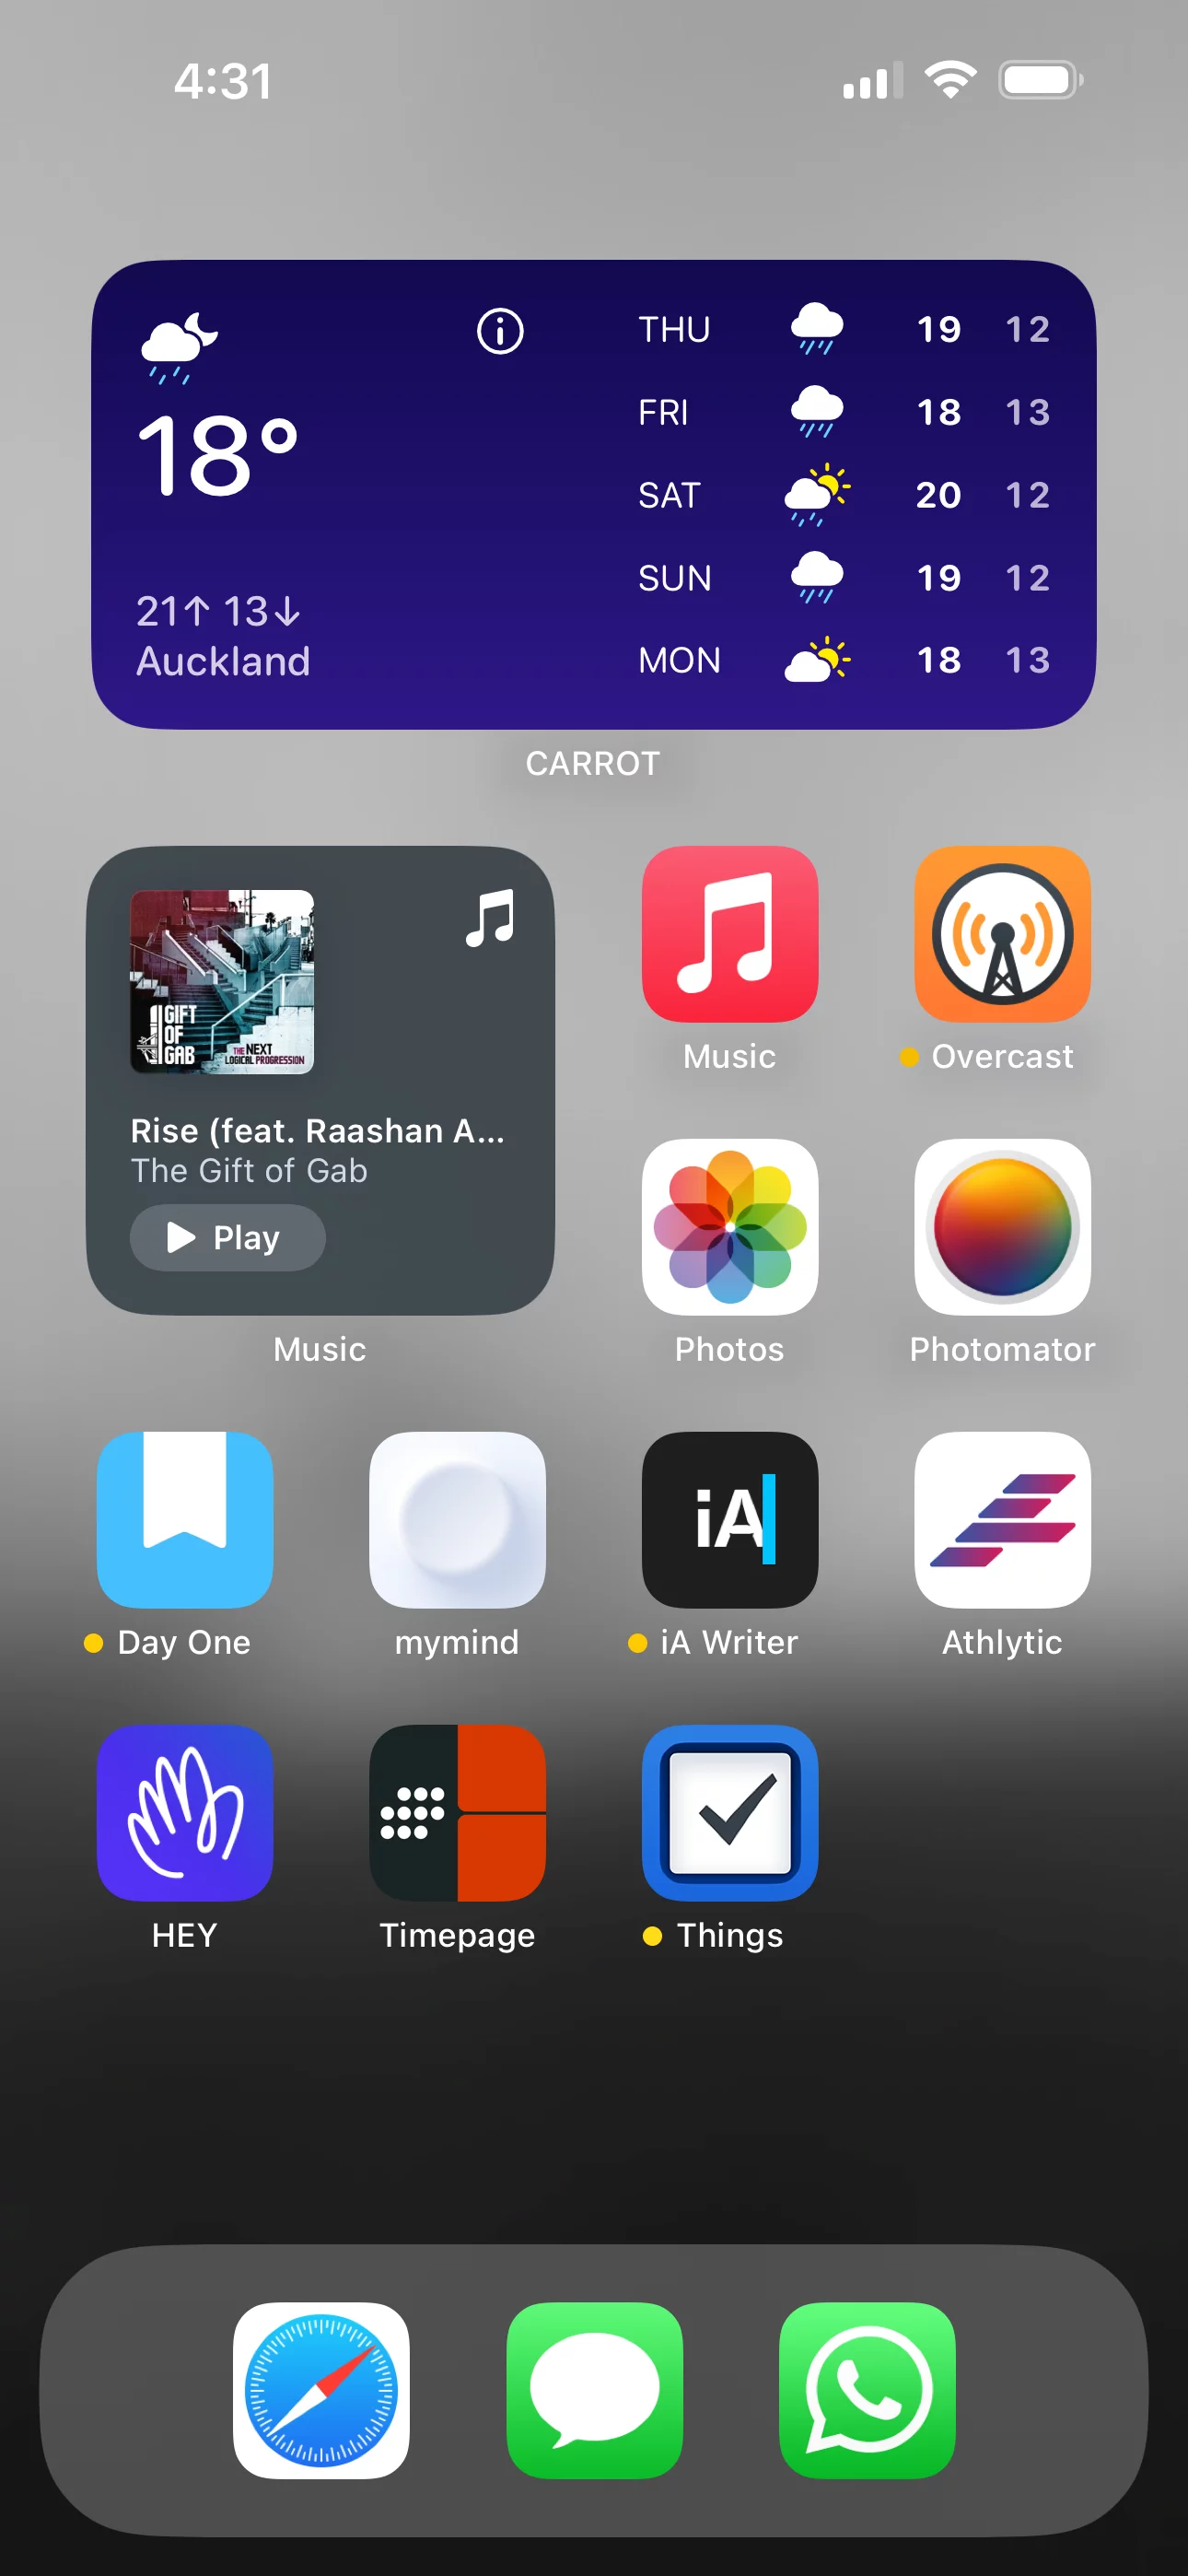 4:31
18°
21↑ 13↓
Auckland
THU 19 12
FRI 18 13
SAT 20 12
SUN 19 12
MON 18 13
CARROT
GIFT
OF
GAB
THE NEXT
LOGICAL PROGRESSION
Rise (feat. Raashan A...
The Gift of Gab
Play
Music
Music
Overcast
Photos
Photomator
iA
Day One
mymind
iA Writer
Athlytic
HEY
Timepage
Things